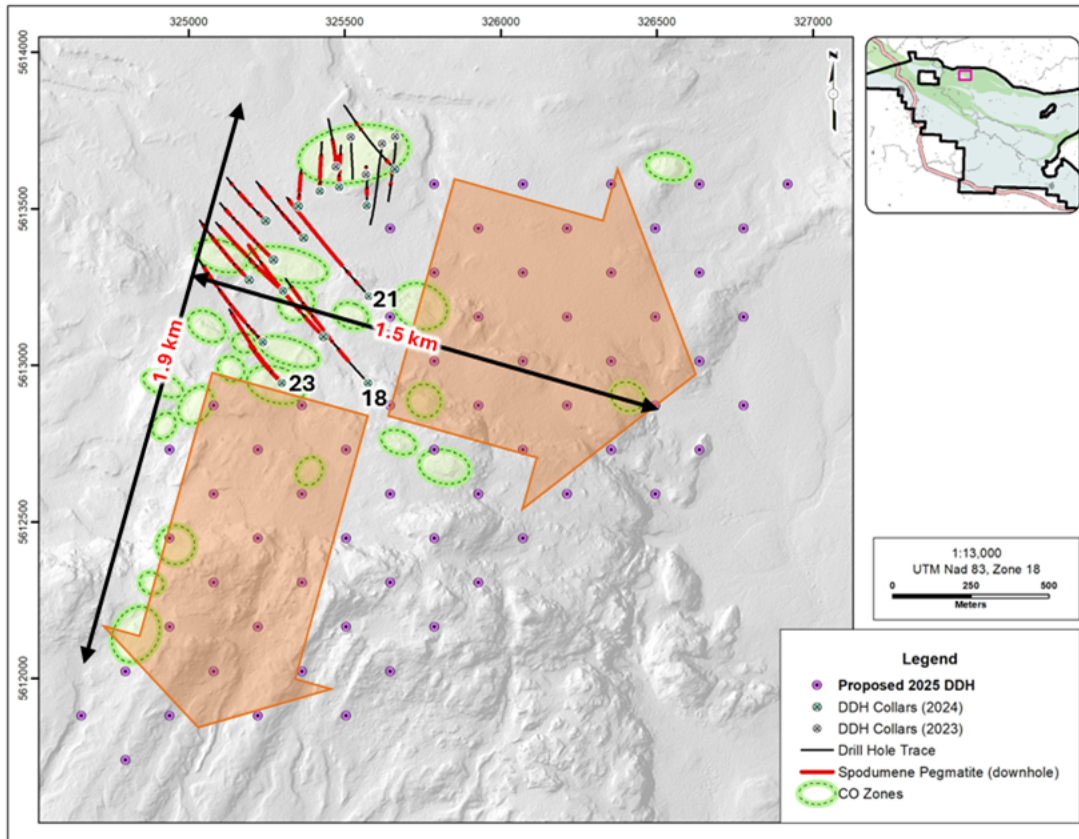 325000 325500 326000 326500 327000
5614000
5613500
5613000
5612500
5612000
z
21
1.5 km
1.9 km
23
18
1:13,000
UTM Nad 83, Zone 18
0 250 500
Meters
Legend
Proposed 2025 DDH
DDH Collars (2024)
DDH Collars (2023)
Drill Hole Trace
Spodumene Pegmatite (downhole)
CO Zones